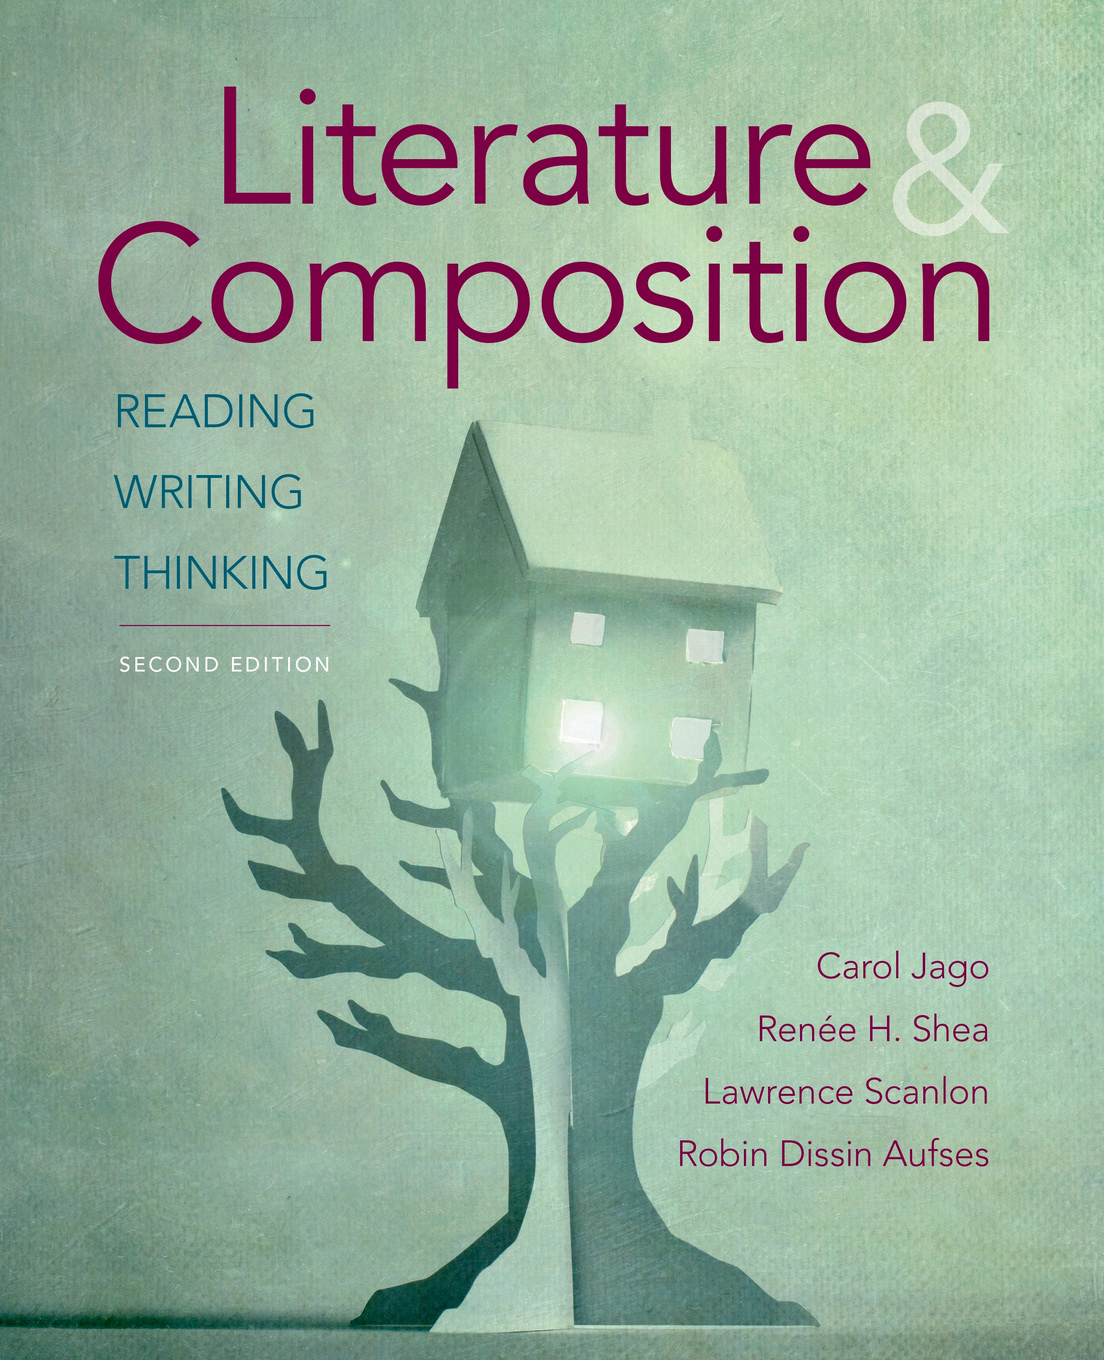 Literature &
Composition
READING
WRITING
THINKING
SECOND EDITION
Carol Jago
Renée H. Shea
Lawrence Scanlon
Robin Dissin Aufses